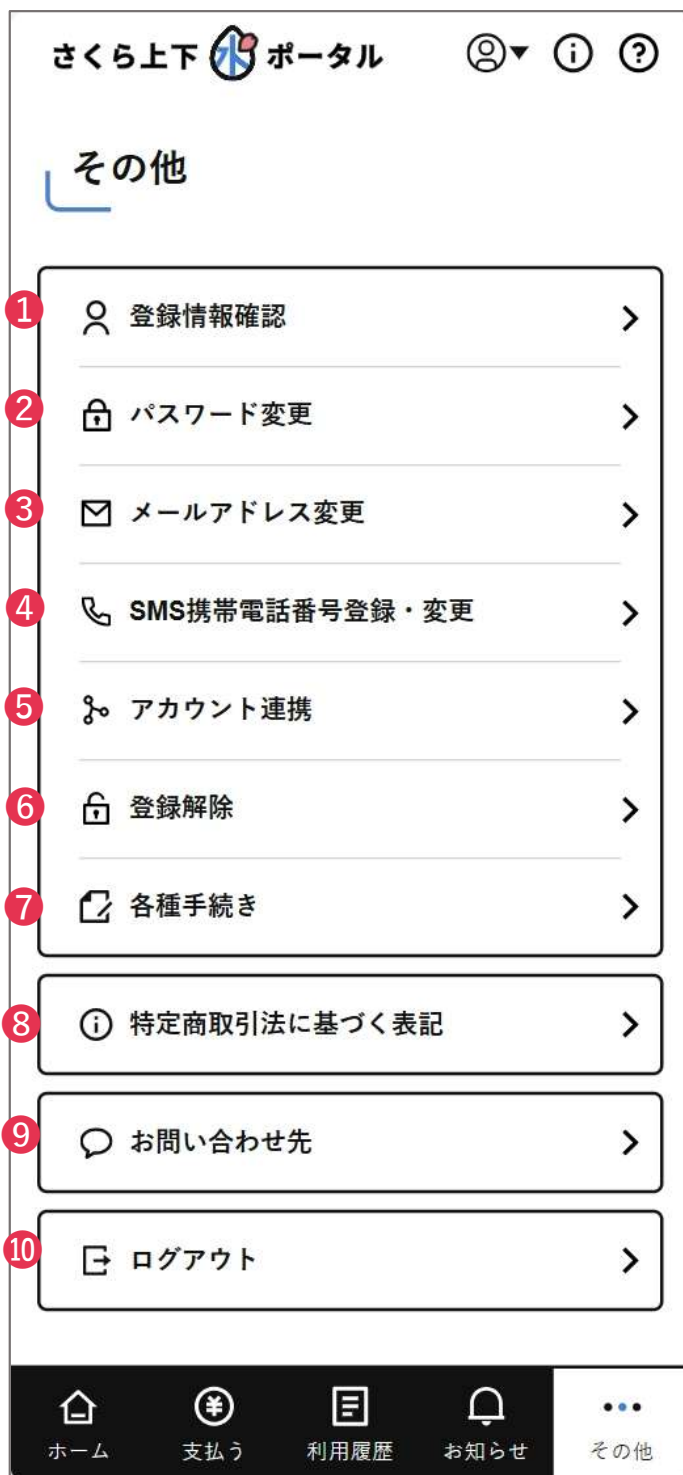 さくら上下水ポータル
その他
1 登録情報確認
2 パスワード変更
3 メールアドレス変更
4 SMS携帯電話番号登録・変更
5 アカウント連携
6 登録解除
7 各種手続き
8 特定商取引法に基づく表記
9 お問い合わせ先
10 ログアウト
ホーム 支払う 利用履歴 お知らせ その他